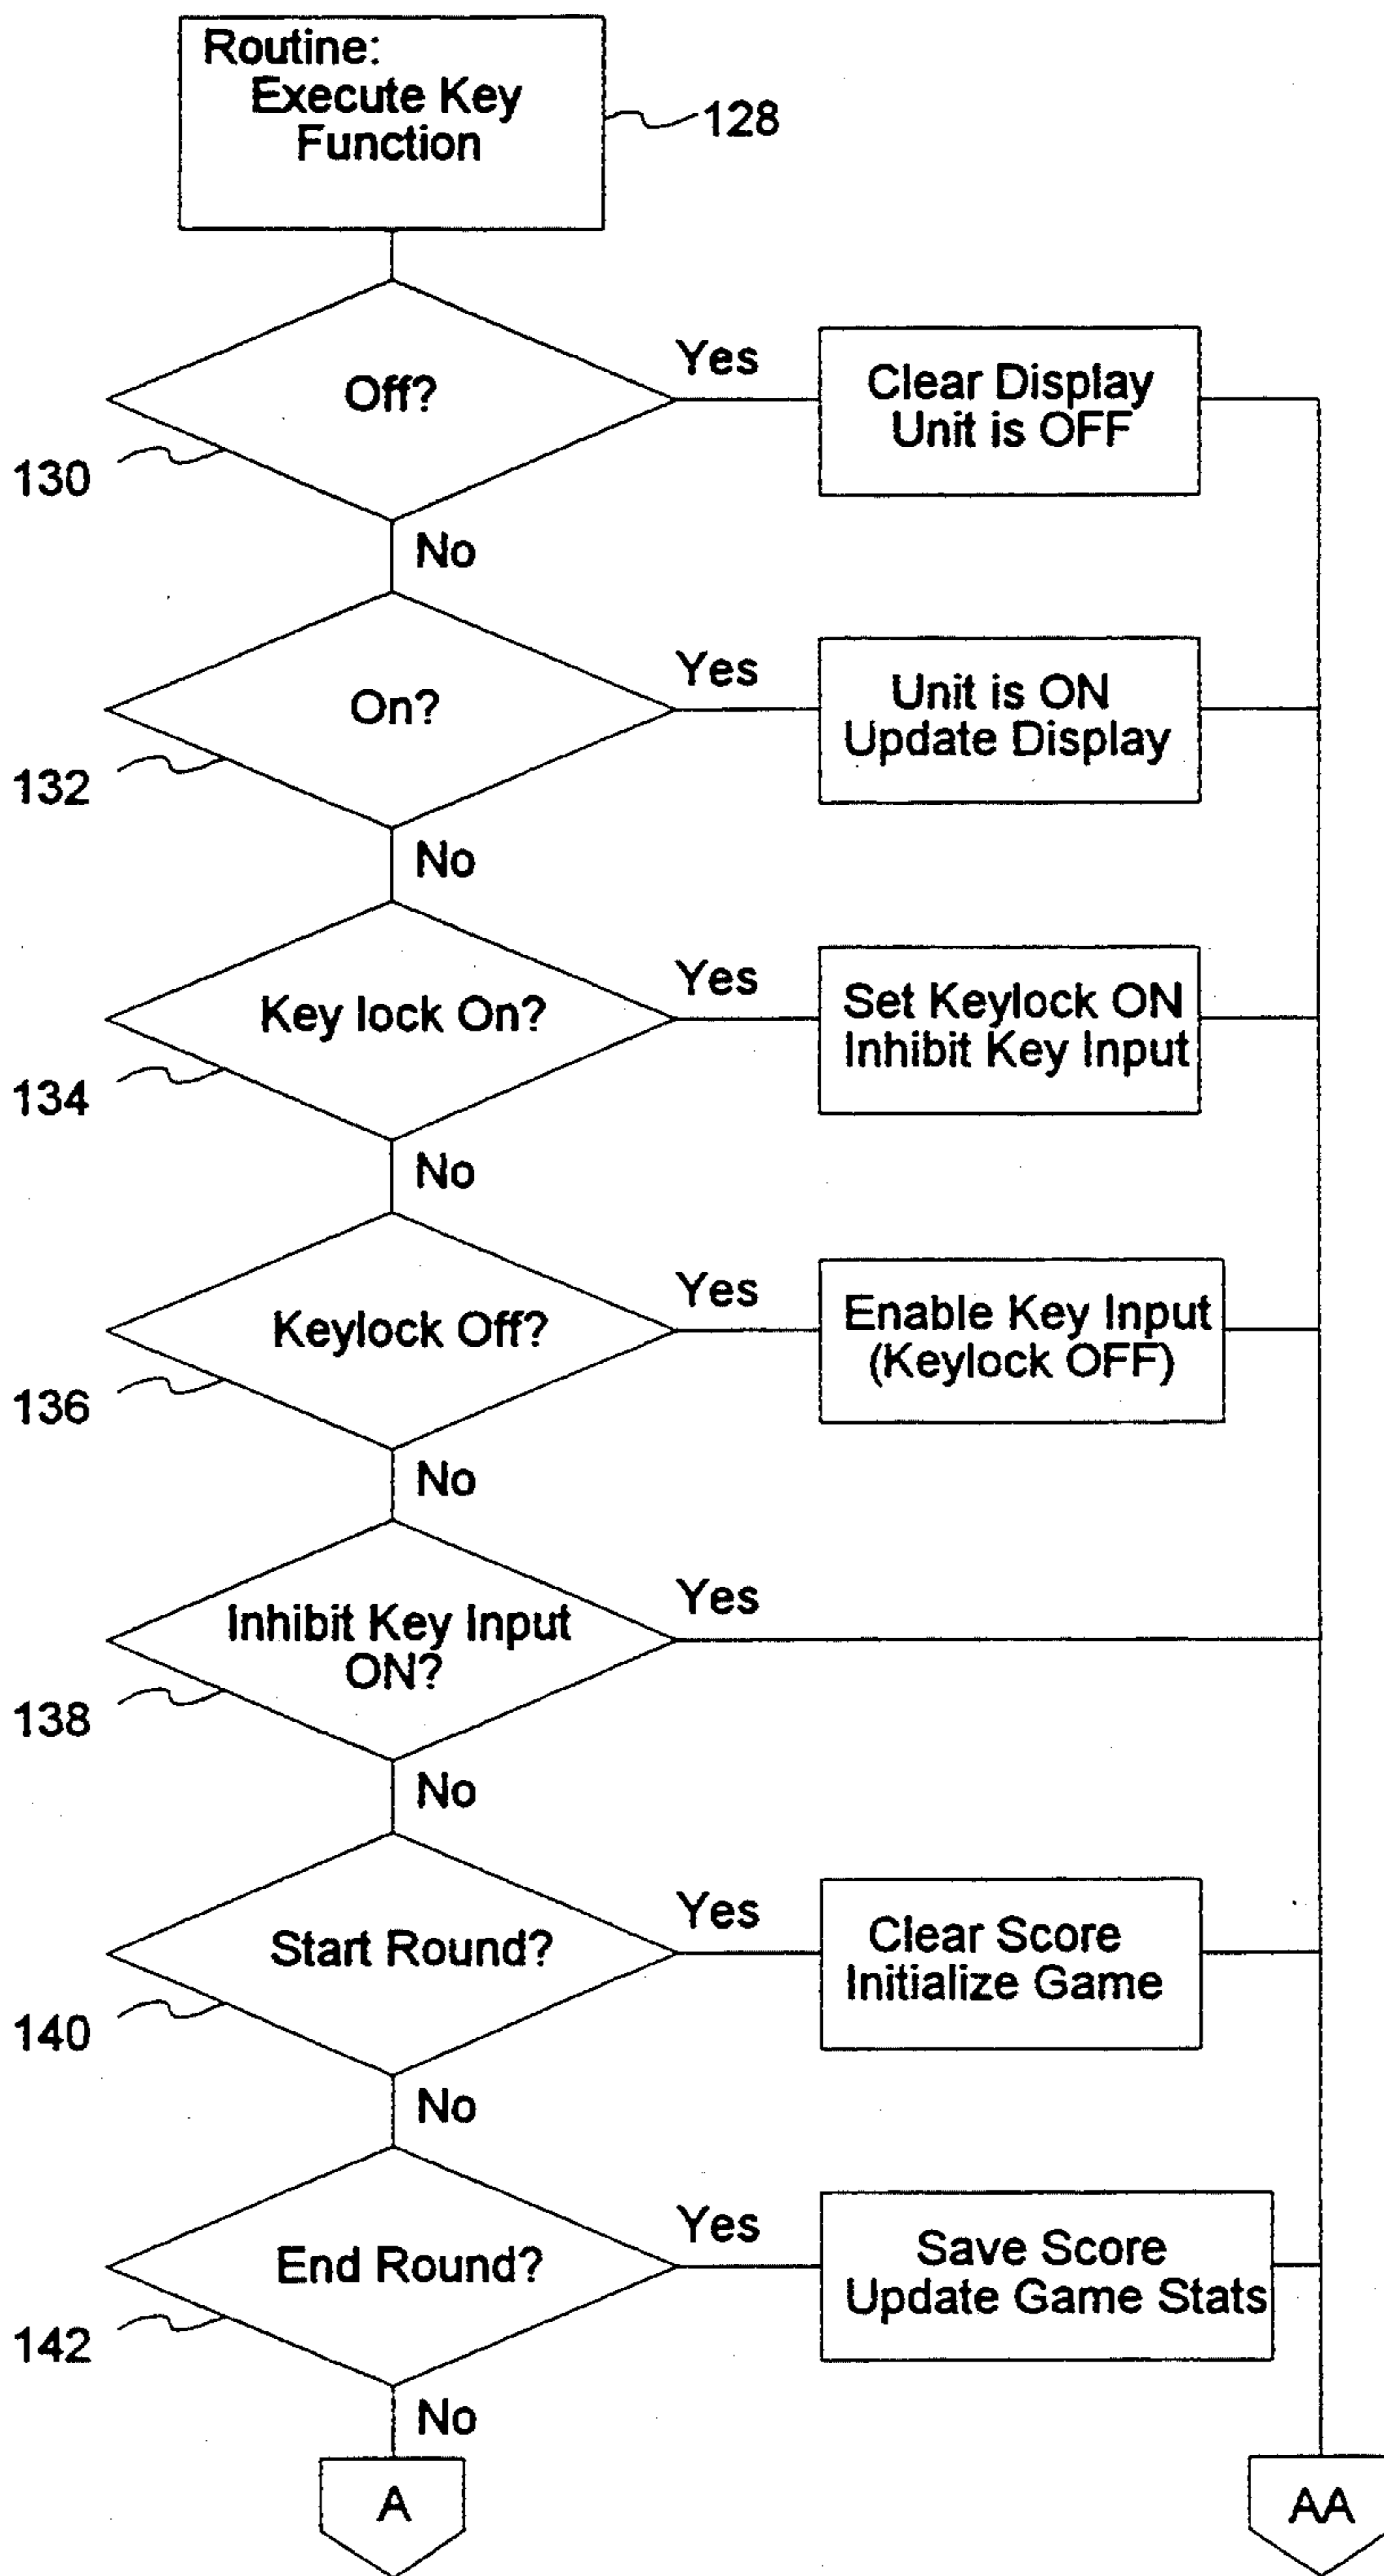 Routine:
Execute Key
Function
128
Off?
Yes
Clear Display
Unit is OFF
130
No
On?
Yes
Unit is ON
Update Display
132
No
Key lock On?
Yes
Set Keylock ON
Inhibit Key Input
134
No
Keylock Off?
Yes
Enable Key Input
(Keylock OFF)
136
No
Inhibit Key Input
ON?
Yes
138
No
Start Round?
Yes
Clear Score
Initialize Game
140
No
End Round?
Yes
Save Score
Update Game Stats
142
No
A
AA